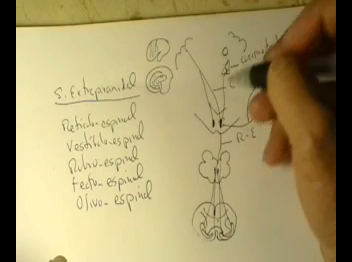 S. Extrapiramidal
Retículo-espinal
Vestíbulo-espinal
Rubro-espinal
Tecto-espinal
Olivo-espinal
R-E